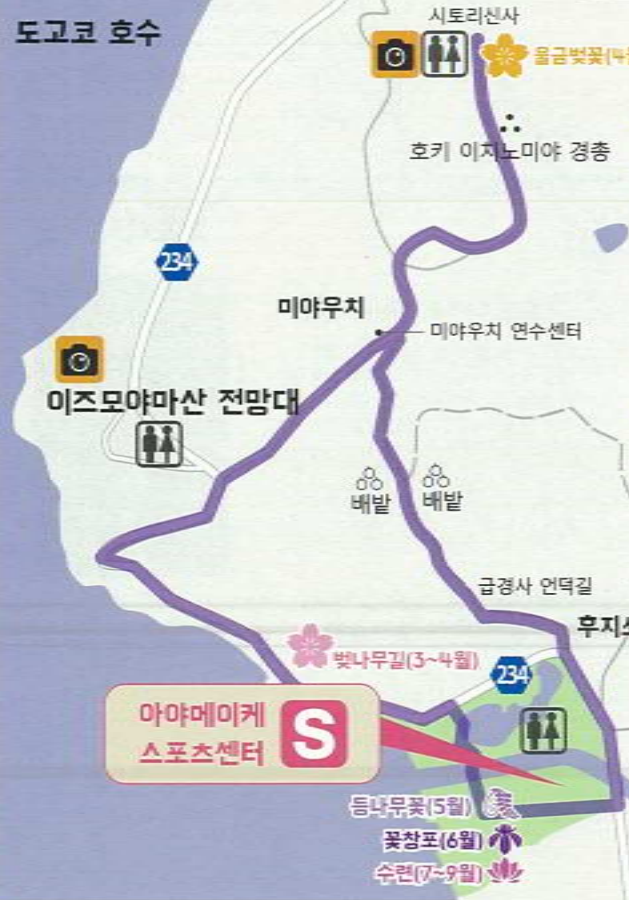 시토리신사
도고코 호수
울금벚꽃(4
호키 이치노미야 경총
234
미야우치
미야우치 연수센터
이즈모야마산 전망대
배밭
배밭
급경사 언덕길
후지
벚나무길(3~4월)
234
아야메이케
스포츠센터
S
등나무꽃(5월)
꽃창포(6월)
수련(7~9월)